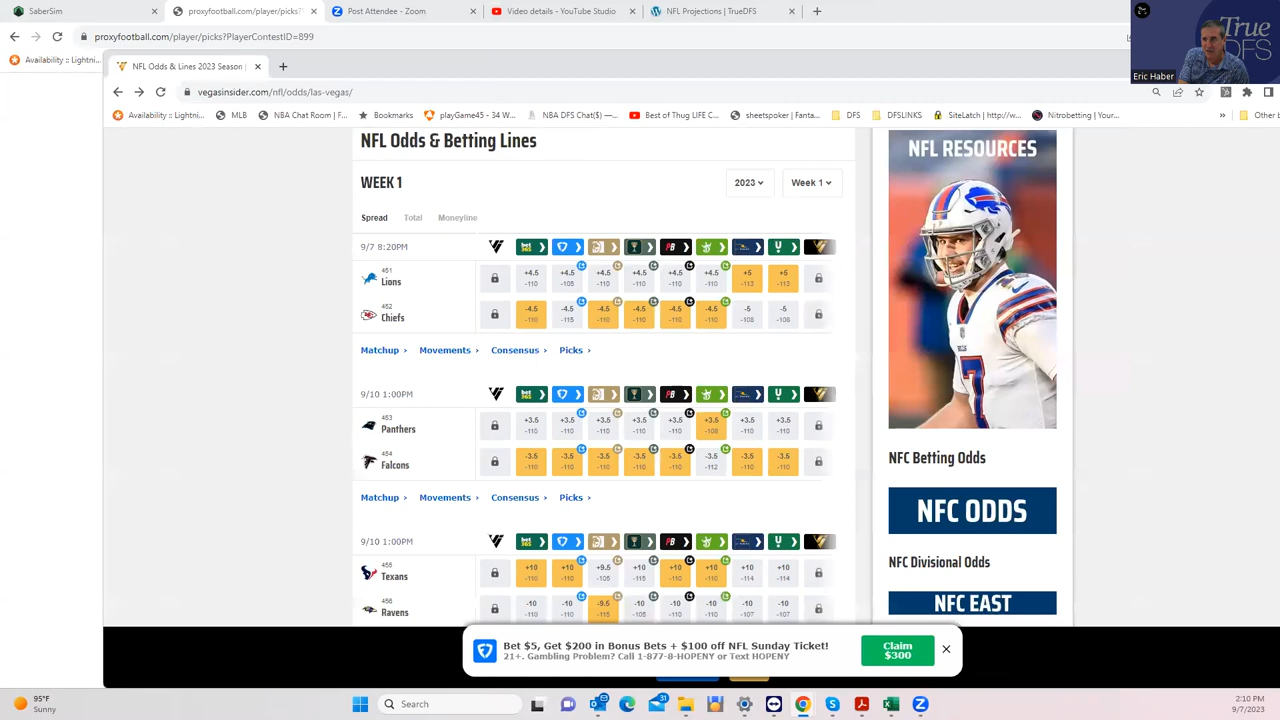 SaberSim
proxyfootball.com/player/picks?
Post Attendee - Zoom
Video details - YouTube Studio
NFL Projections | TrueDFS
proxyfootball.com/player/picks?PlayerContestID=899
Availability :: Lightni...
NFL Odds & Lines 2023 Season |
vegasinsider.com/nfl/odds/las-vegas/
Availability :: Lightni...
MLB
NBA Chat Room | F...
Bookmarks
playGame45 - 34 W...
NBA DFS Chat($) —...
Best of Thug LIFE C...
sheetspoker | Fanta...
DFS
DFSLINKS
SiteLatch | http://w...
Nitrobetting | Your...
Other b
True
DFS
Eric Haber
NFL Odds & Betting Lines
WEEK 1
2023
Week 1
Spread
Total
Moneyline
9/7 8:20PM
bet365
PB
451
Lions
+4.5 +4.5 +4.5 +4.5 +4.5 +4.5 +5 +5
-110 -105 -110 -110 -110 -110 -113 -113
452
Chiefs
-4.5 -4.5 -4.5 -4.5 -4.5 -4.5 -5 -5
-110 -115 -110 -110 -110 -110 -108 -108
Matchup > Movements > Consensus > Picks >
9/10 1:00PM
bet365
PB
453
Panthers
+3.5 +3.5 +3.5 +3.5 +3.5 +3.5 +3.5 +3.5
-110 -110 -110 -110 -110 -108 -110 -110
454
Falcons
-3.5 -3.5 -3.5 -3.5 -3.5 -3.5 -3.5 -3.5
-110 -110 -110 -110 -110 -112 -110 -110
Matchup > Movements > Consensus > Picks >
9/10 1:00PM
bet365
PB
455
Texans
+10 +10 +9.5 +10 +10 +10 +10 +10
-110 -110 -105 -115 -110 -110 -114 -114
456
Ravens
-10 -10 -9.5 -10 -10 -10 -10 -10
-110 -110 -115 -105 -110 -110 -107 -107
NFL RESOURCES
NFC Betting Odds
NFC ODDS
NFC Divisional Odds
NFC EAST
Bet $5, Get $200 in Bonus Bets + $100 off NFL Sunday Ticket!
21+. Gambling Problem? Call 1-877-8-HOPENY or Text HOPENY
Claim
$300
95°F
Sunny
Search
31
2:10 PM
9/7/2023